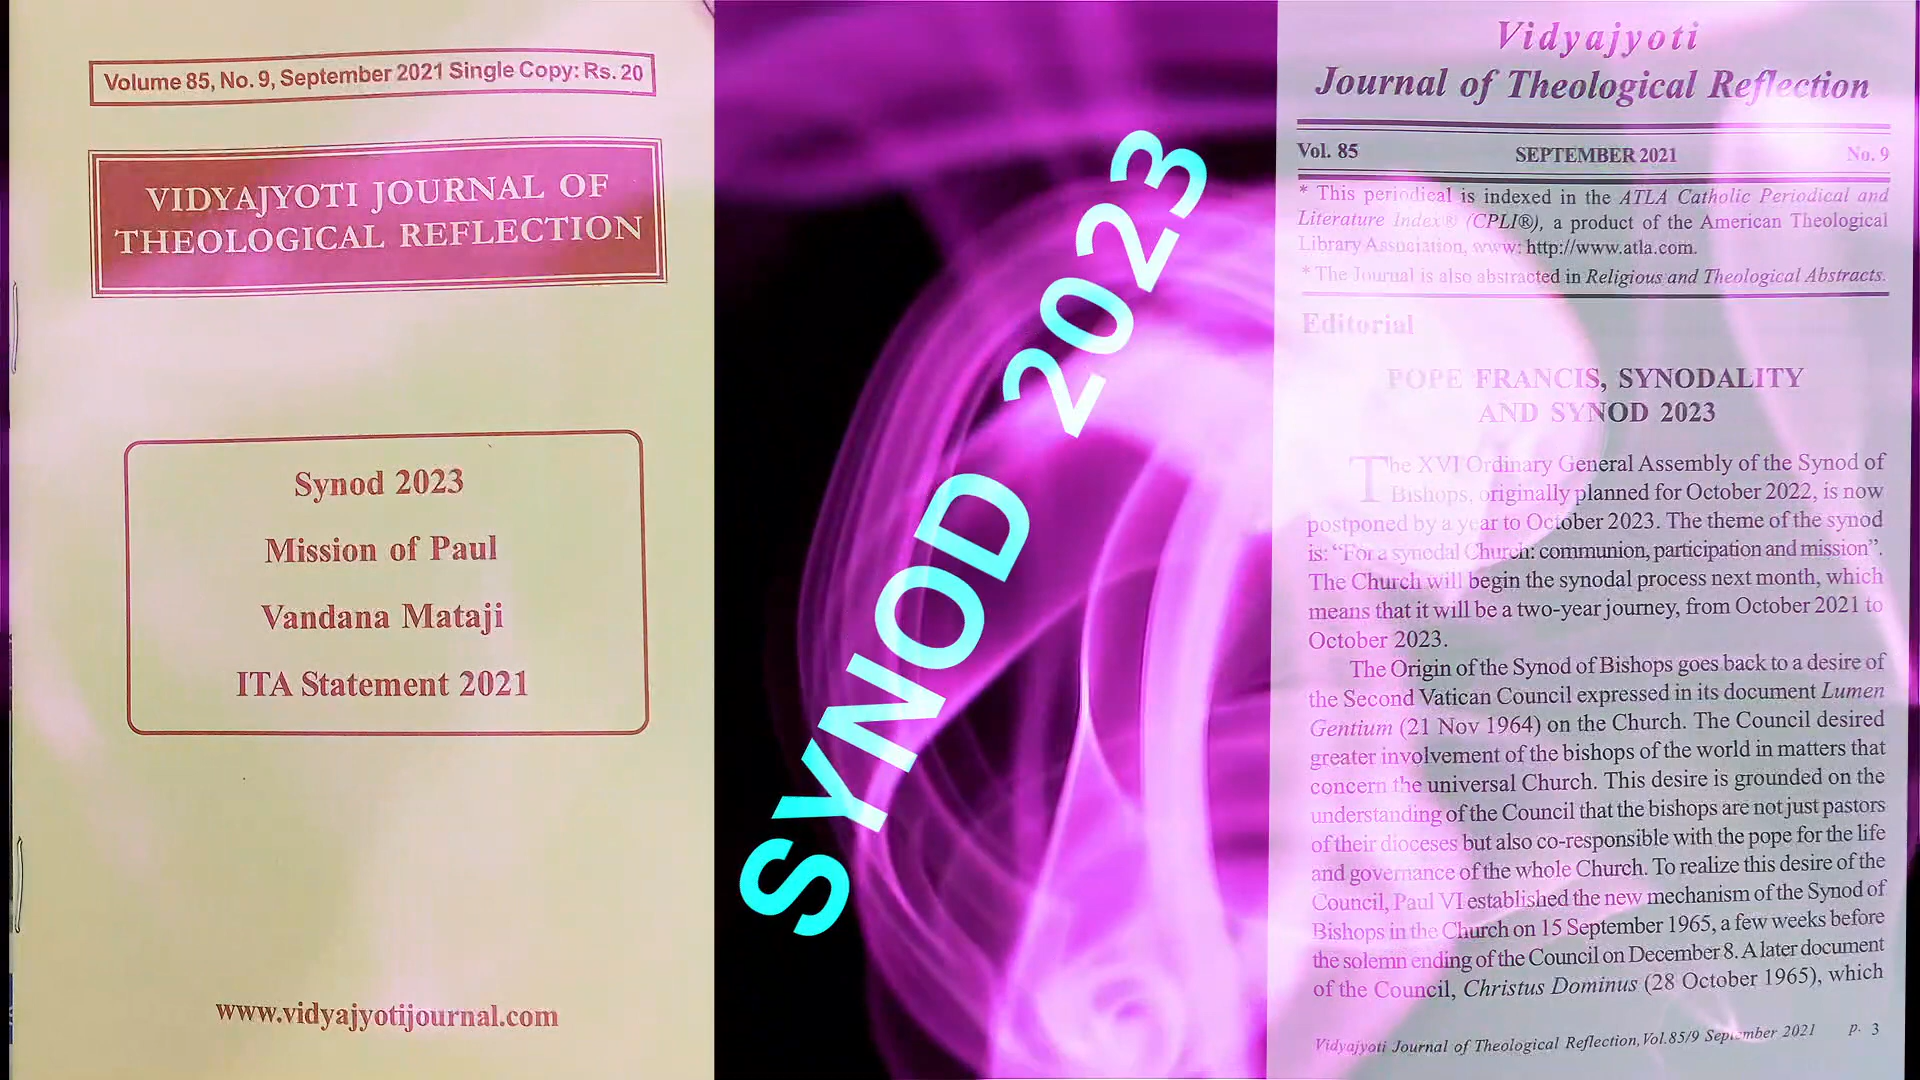 Volume 85, No. 9, September 2021 Single Copy: Rs. 20
VIDYAJYOTI JOURNAL OF
THEOLOGICAL REFLECTION
Synod 2023
Mission of Paul
Vandana Mataji
ITA Statement 2021
www.vidyajyotijournal.com
SYNOD 2023
Vidyajyoti
Journal of Theological Reflection
Vol. 85 SEPTEMBER 2021 No. 9
* This periodical is indexed in the ATLA Catholic Periodical and
Literature Index® (CPLI®), a product of the American Theological
Library Association, www: http://www.atla.com.
* The Journal is also abstracted in Religious and Theological Abstracts.
Editorial
POPE FRANCIS, SYNODALITY
AND SYNOD 2023
The XVI Ordinary General Assembly of the Synod of
Bishops, originally planned for October 2022, is now
postponed by a year to October 2023. The theme of the synod
is: “For a synodal Church: communion, participation and mission”.
The Church will begin the synodal process next month, which
means that it will be a two-year journey, from October 2021 to
October 2023.
The Origin of the Synod of Bishops goes back to a desire of
the Second Vatican Council expressed in its document Lumen
Gentium (21 Nov 1964) on the Church. The Council desired
greater involvement of the bishops of the world in matters that
concern the universal Church. This desire is grounded on the
understanding of the Council that the bishops are not just pastors
of their dioceses but also co-responsible with the pope for the life
and governance of the whole Church. To realize this desire of the
Council, Paul VI established the new mechanism of the Synod of
Bishops in the Church on 15 September 1965, a few weeks before
the solemn ending of the Council on December 8. A later document
of the Council, Christus Dominus (28 October 1965), which
Vidyajyoti Journal of Theological Reflection, Vol. 85/9 September 2021 p. 3